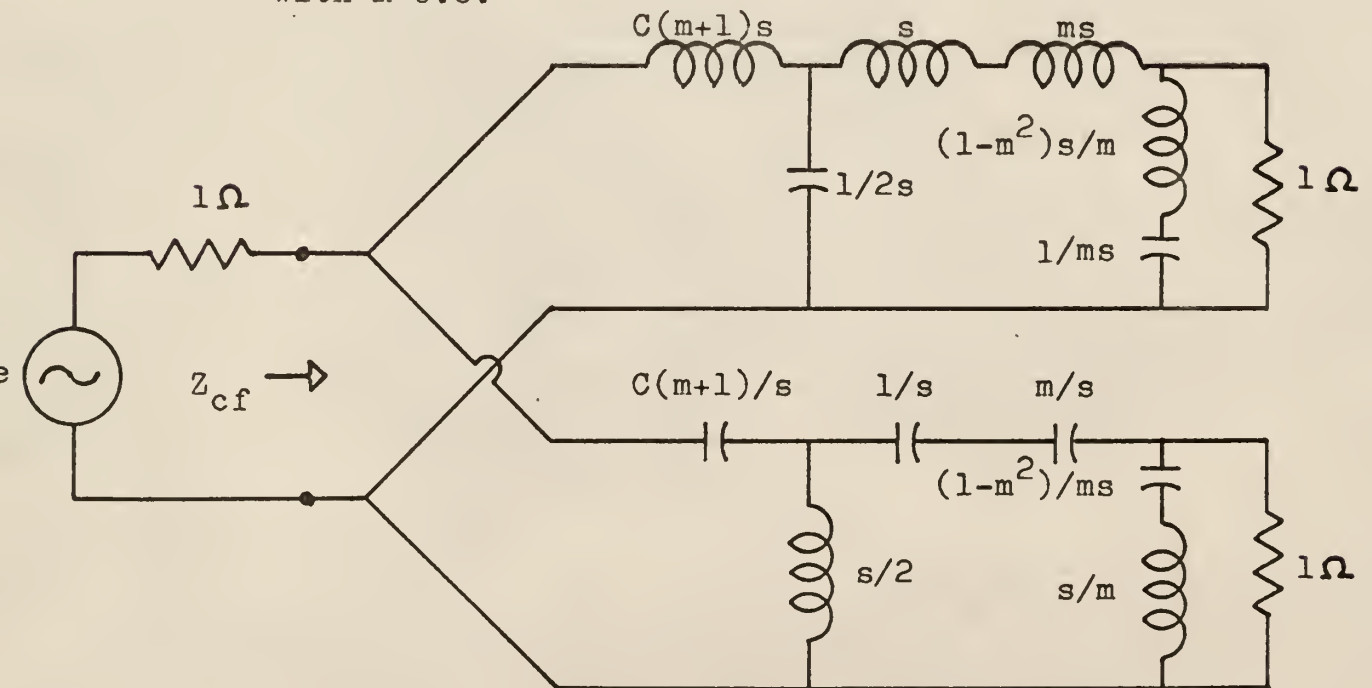 C(m+1)s
s
ms
(1-m²)s/m
1/2s
1Ω
1Ω
1/ms
e
Z_cf
C(m+1)/s
1/s
m/s
(1-m²)/ms
s/2
s/m
1Ω